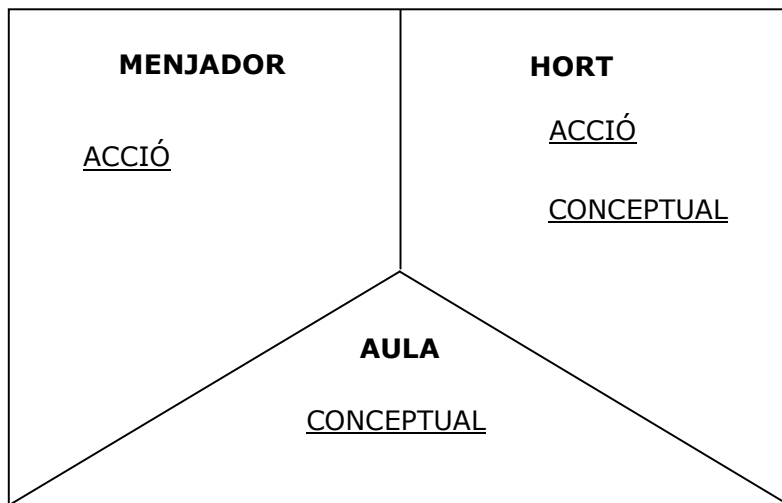 MENJADOR
ACCIÓ
HORT
ACCIÓ
CONCEPTUAL
AULA
CONCEPTUAL